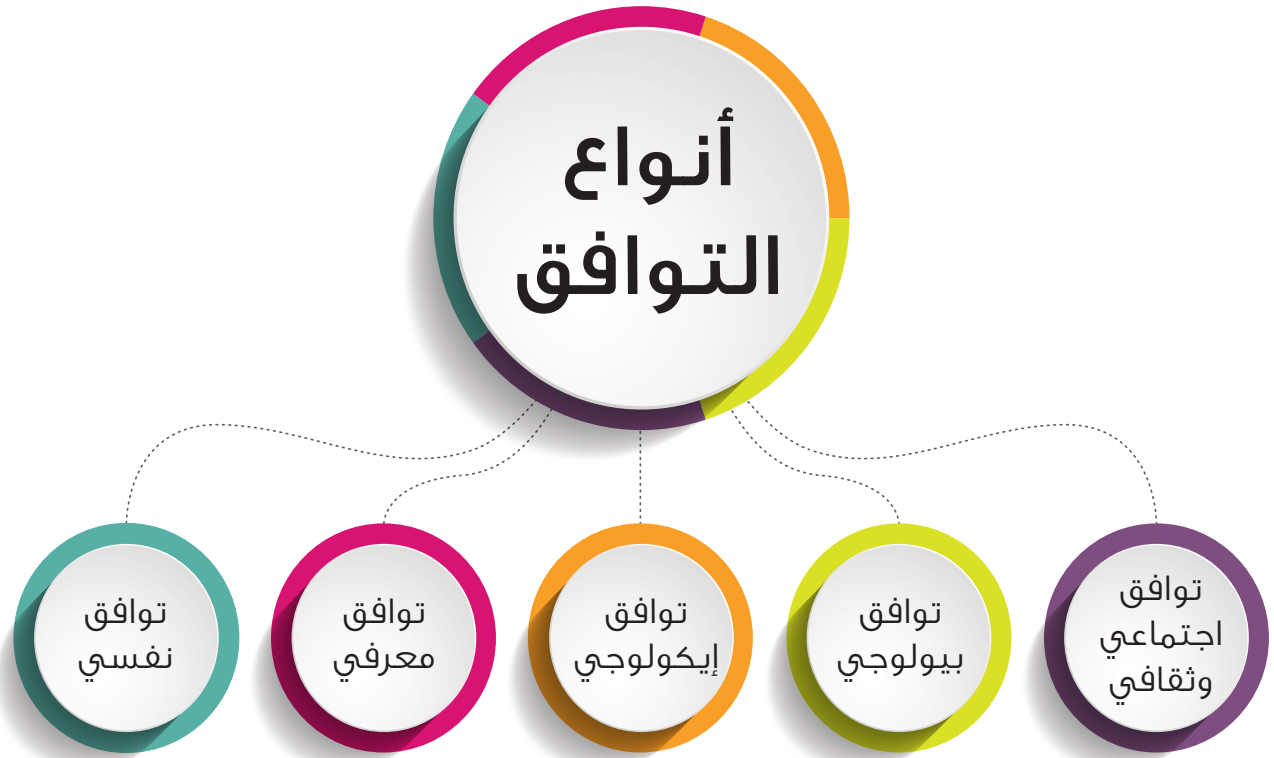 أنواع
التوافق
توافق
اجتماعي
وثقافي
توافق
بيولوجي
توافق
إيكولوجي
توافق
معرفي
توافق
نفسي